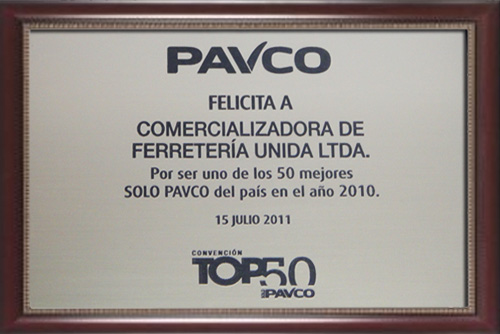 PAVCO
FELICITA A
COMERCIALIZADORA DE
FERRETERÍA UNIDA LTDA.
Por ser uno de los 50 mejores
SOLO PAVCO del país en el año 2010.
15 JULIO 2011
CONVENCIÓN
TOP50
PAVCO